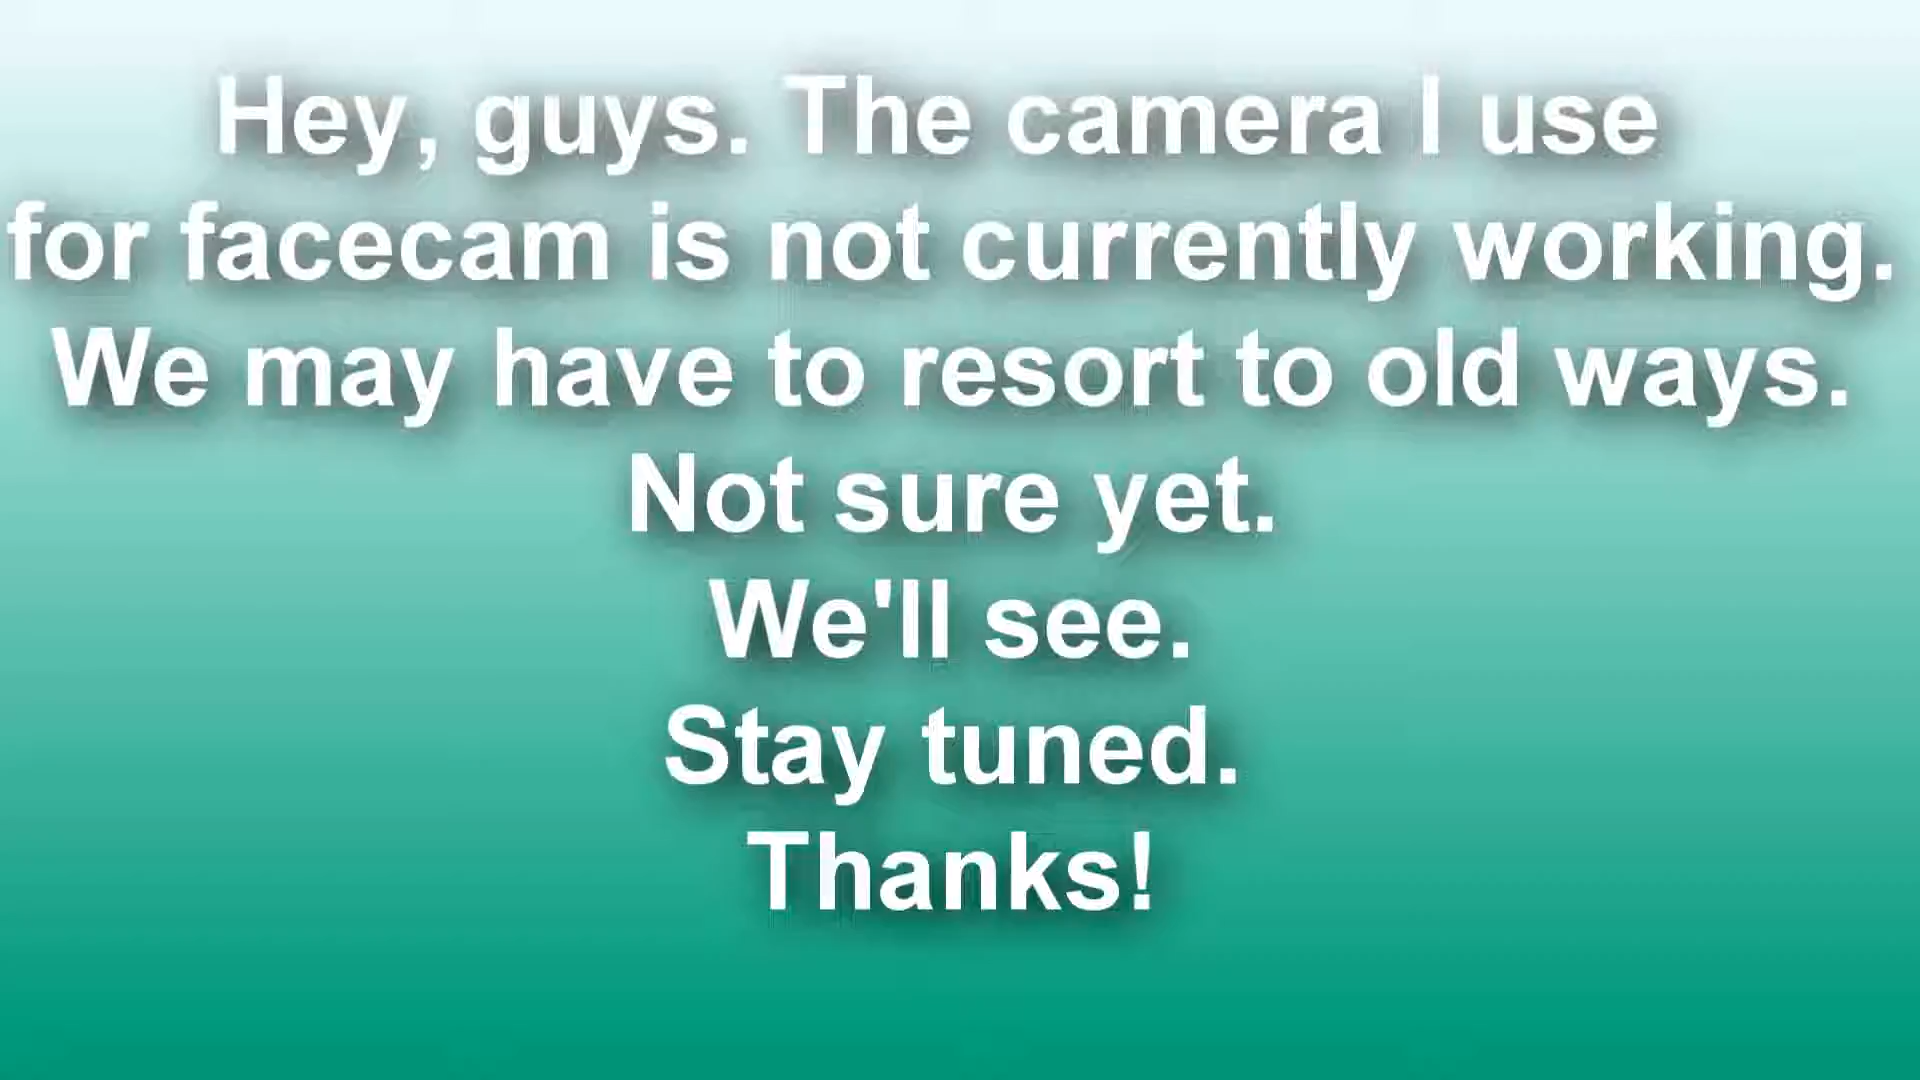 Hey, guys. The camera I use
for facecam is not currently working.
We may have to resort to old ways.
Not sure yet.
We'll see.
Stay tuned.
Thanks!